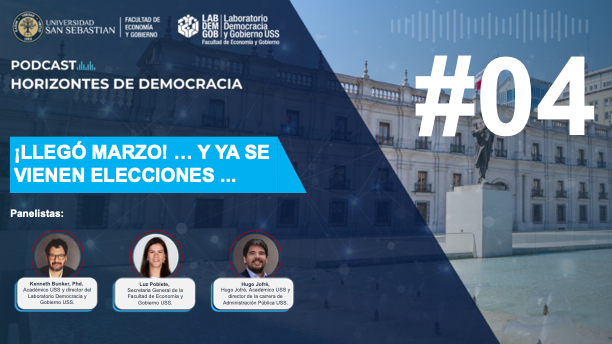 UNIVERSIDAD
SAN SEBASTIAN
FACULTAD DE
ECONOMÍA
Y GOBIERNO
LAB
DEM
GOB
Laboratorio
Democracia
y Gobierno USS
Facultad de Economía y Gobierno
PODCAST
HORIZONTES DE DEMOCRACIA
#04
¡LLEGÓ MARZO! … Y YA SE
VIENEN ELECCIONES ...
Panelistas:
Kenneth Bunker, Phd.
Académico USS y director del
Laboratorio Democracia y
Gobierno USS.
Luz Poblete,
Secretaria General de la
Facultad de Economía y
Gobierno USS.
Hugo Jofré,
Hugo Jofré, Académico USS y
director de la carrera de
Administración Pública USS.